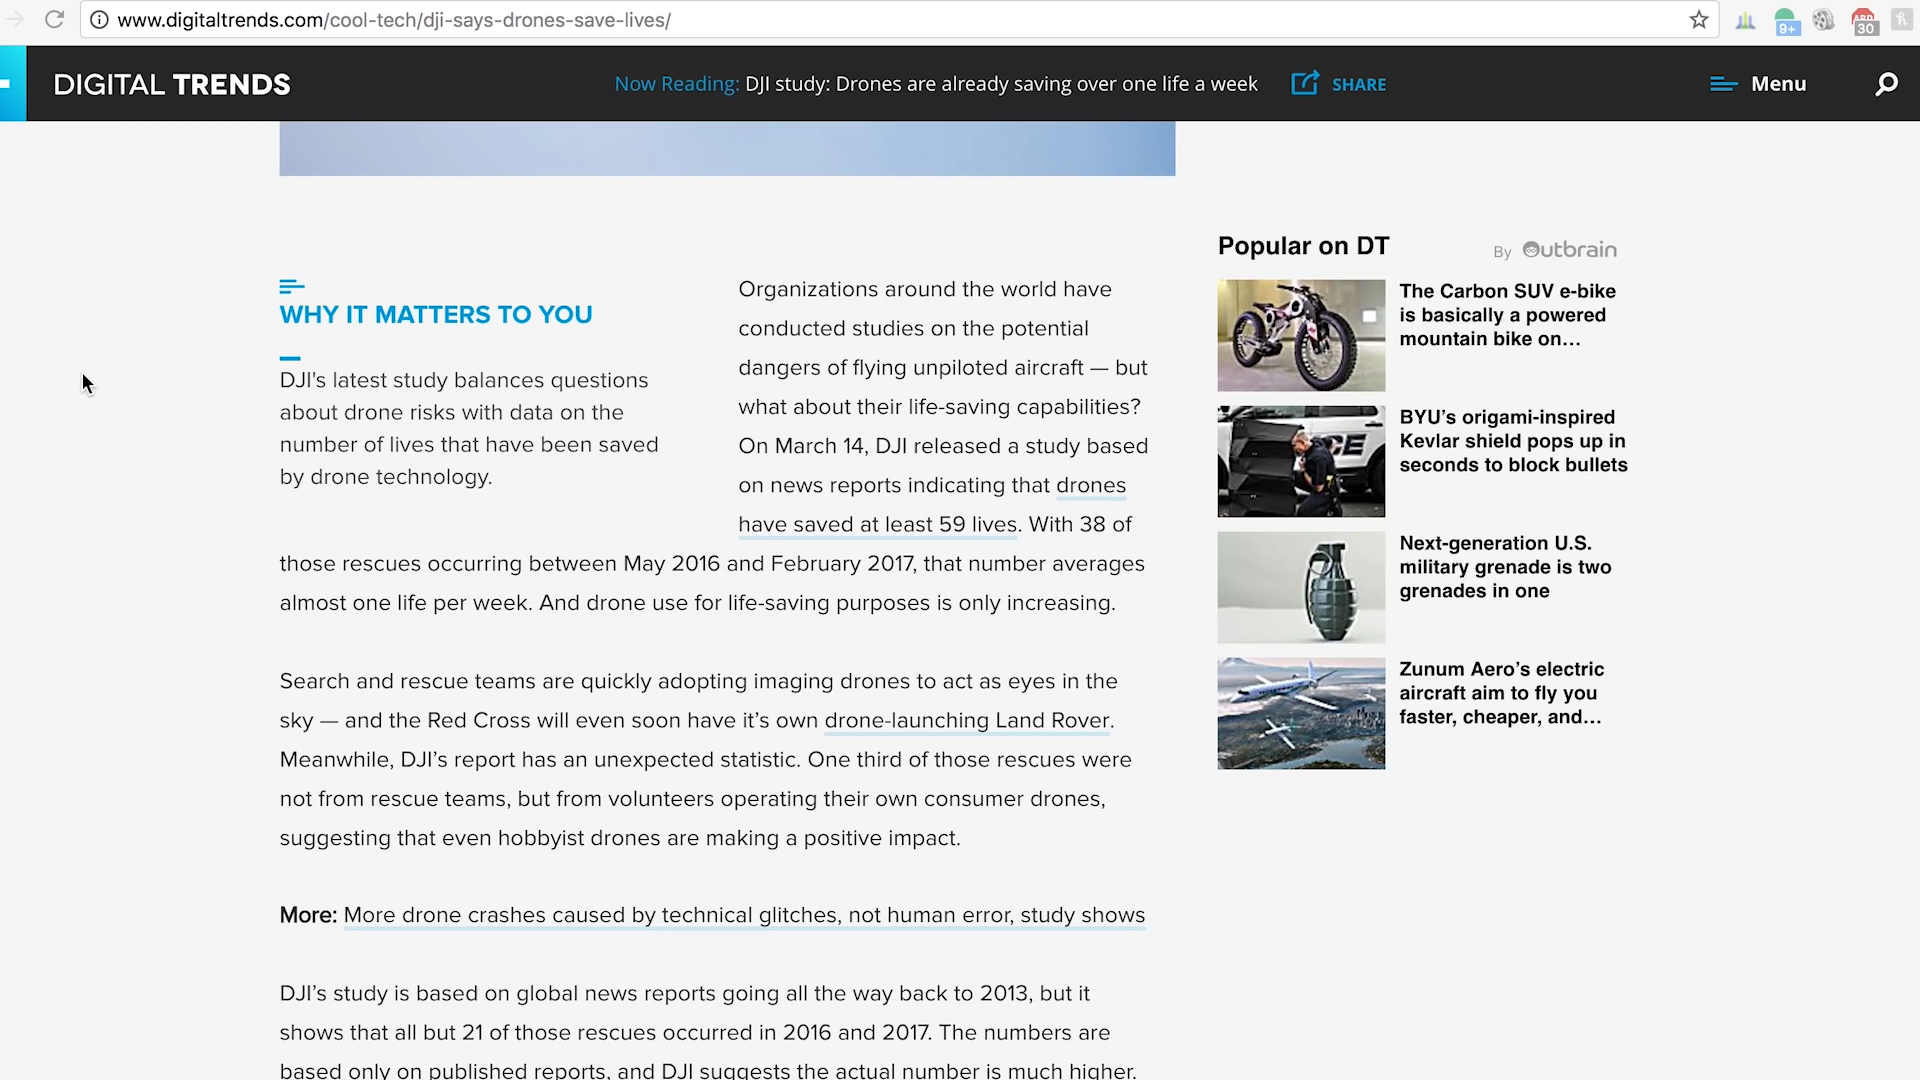 www.digitaltrends.com/cool-tech/dji-says-drones-save-lives/
9+
30
DIGITAL TRENDS
Now Reading: DJI study: Drones are already saving over one life a week
SHARE
Menu
WHY IT MATTERS TO YOU
DJI's latest study balances questions
about drone risks with data on the
number of lives that have been saved
by drone technology.
Organizations around the world have
conducted studies on the potential
dangers of flying unpiloted aircraft — but
what about their life-saving capabilities?
On March 14, DJI released a study based
on news reports indicating that drones
have saved at least 59 lives. With 38 of
those rescues occurring between May 2016 and February 2017, that number averages
almost one life per week. And drone use for life-saving purposes is only increasing.
Search and rescue teams are quickly adopting imaging drones to act as eyes in the
sky — and the Red Cross will even soon have it's own drone-launching Land Rover.
Meanwhile, DJI's report has an unexpected statistic. One third of those rescues were
not from rescue teams, but from volunteers operating their own consumer drones,
suggesting that even hobbyist drones are making a positive impact.
More: More drone crashes caused by technical glitches, not human error, study shows
DJI's study is based on global news reports going all the way back to 2013, but it
shows that all but 21 of those rescues occurred in 2016 and 2017. The numbers are
based only on published reports, and DJI suggests the actual number is much higher.
Popular on DT
By Outbrain
The Carbon SUV e-bike
is basically a powered
mountain bike on...
BYU's origami-inspired
Kevlar shield pops up in
seconds to block bullets
Next-generation U.S.
military grenade is two
grenades in one
Zunum Aero's electric
aircraft aim to fly you
faster, cheaper, and...